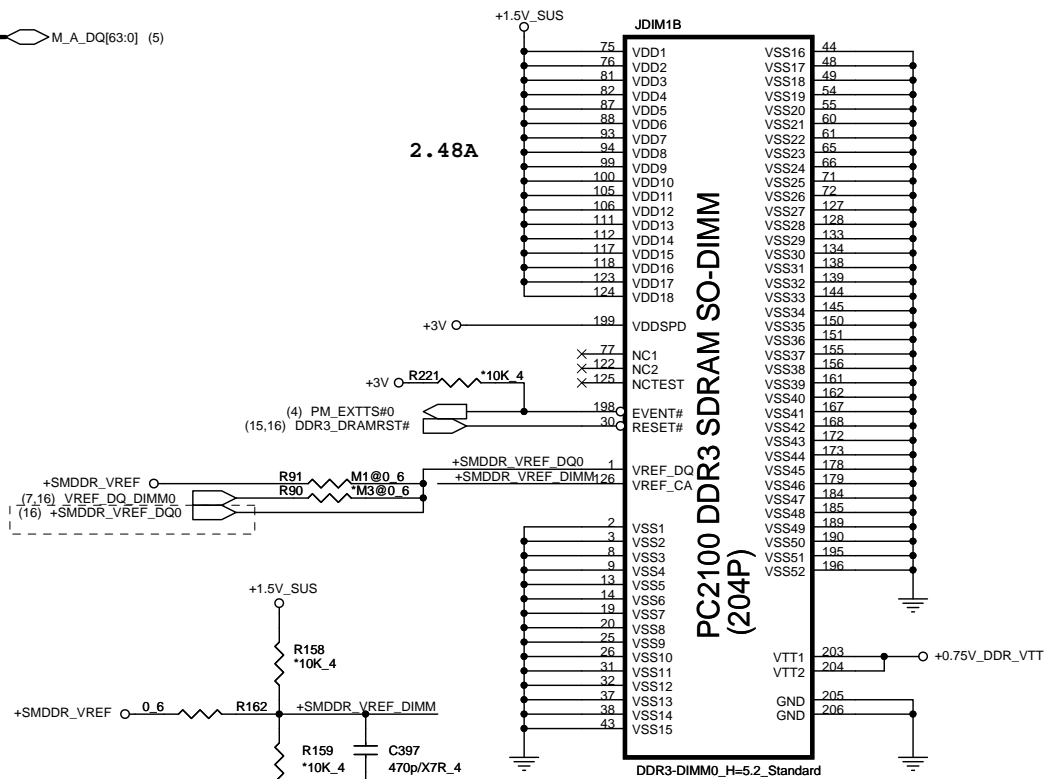 M_A_DQ[63:0] (5)
+1.5V_SUS
JDIM1B
2.48A
75 VDD1
76 VDD2
81 VDD3
82 VDD4
87 VDD5
88 VDD6
93 VDD7
94 VDD8
99 VDD9
100 VDD10
105 VDD11
106 VDD12
111 VDD13
112 VDD14
117 VDD15
118 VDD16
123 VDD17
124 VDD18
+3V 199 VDDSPD
77 NC1
122 NC2
125 NCTEST
+3V R221 *10K_4
(4) PM_EXTTS#0 198 EVENT#
(15,16) DDR3_DRAMRST# 30 RESET#
+SMDDR_VREF_DQ0 1 VREF_DQ
+SMDDR_VREF_DIMM 126 VREF_CA
+SMDDR_VREF R91 M1@0_6
(7,16) VREF_DQ_DIMM0 R90 *M3@0_6
(16) +SMDDR_VREF_DQ0
2 VSS1
3 VSS2
8 VSS3
9 VSS4
13 VSS5
14 VSS6
19 VSS7
20 VSS8
25 VSS9
26 VSS10
31 VSS11
32 VSS12
37 VSS13
38 VSS14
43 VSS15
PC2100 DDR3 SDRAM SO-DIMM
(204P)
VSS16 44
VSS17 48
VSS18 49
VSS19 54
VSS20 55
VSS21 60
VSS22 61
VSS23 65
VSS24 66
VSS25 71
VSS26 72
VSS27 127
VSS28 128
VSS29 133
VSS30 134
VSS31 138
VSS32 139
VSS33 144
VSS34 145
VSS35 150
VSS36 151
VSS37 155
VSS38 156
VSS39 161
VSS40 162
VSS41 167
VSS42 168
VSS43 172
VSS44 173
VSS45 178
VSS46 179
VSS47 184
VSS48 185
VSS49 189
VSS50 190
VSS51 195
VSS52 196
VTT1 203
VTT2 204
+0.75V_DDR_VTT
GND 205
GND 206
DDR3-DIMM0_H=5.2_Standard
+1.5V_SUS
R158
*10K_4
+SMDDR_VREF 0_6 R162 +SMDDR_VREF_DIMM
R159
*10K_4
C397
470p/X7R_4